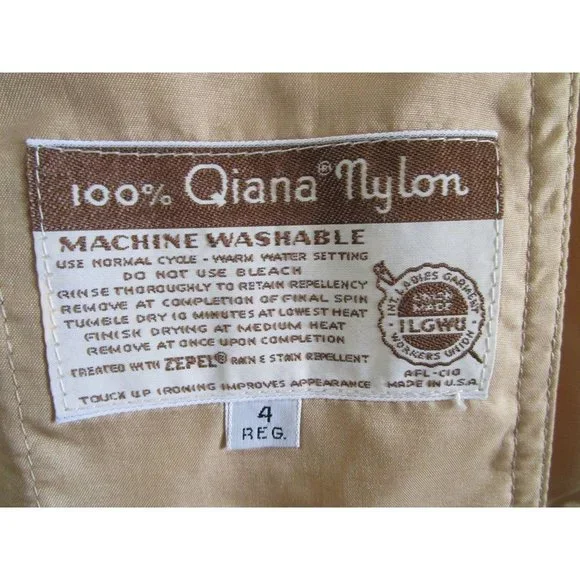 100% Qiana® nylon
MACHINE WASHABLE
USE NORMAL CYCLE - WARM WATER SETTING
DO NOT USE BLEACH
RINSE THOROUGHLY TO RETAIN REPELLENCY
REMOVE AT COMPLETION OF FINAL SPIN
TUMBLE DRY 10 MINUTES AT LOWEST HEAT
FINISH DRYING AT MEDIUM HEAT
REMOVE AT ONCE UPON COMPLETION
TREATED WITH ZEPEL® RAIN & STAIN REPELLENT
TOUCH UP IRONING IMPROVES APPEARANCE
INT. LADIES GARMENT
UNION
MADE
ILGWU
WORKERS UNION
AFL-CIO
MADE IN U.S.A.
4
REG.